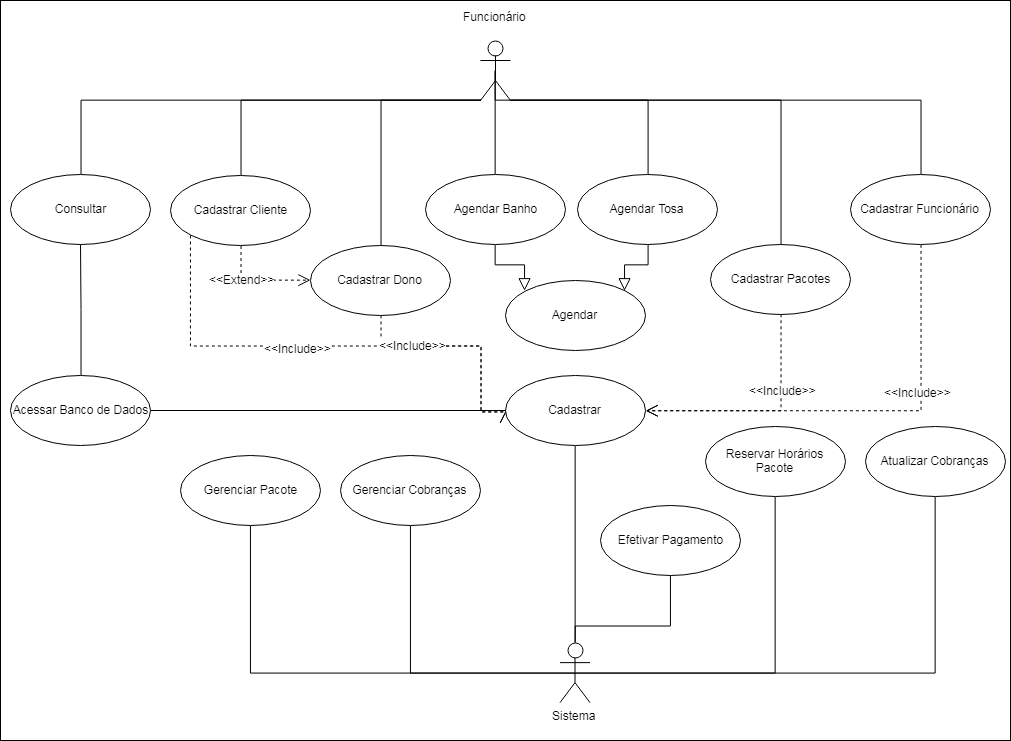 Funcionário
Consultar
Cadastrar Cliente
Agendar Banho
Agendar Tosa
Cadastrar Funcionário
<<Extend>>
Cadastrar Dono
Cadastrar Pacotes
Agendar
<<Include>>
<<Include>>
<<Include>>
<<Include>>
Acessar Banco de Dados
Cadastrar
Reservar Horários
Pacote
Atualizar Cobranças
Gerenciar Pacote
Gerenciar Cobranças
Efetivar Pagamento
Sistema